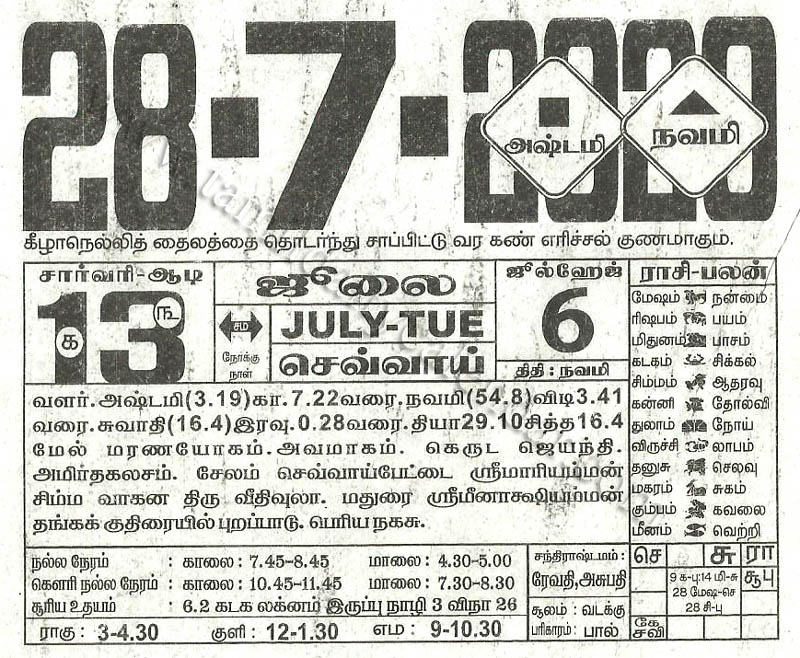 28-7-2020
அஷ்டமி
நவமி
கீழாநெல்லித் தைலத்தை தொடர்ந்து சாப்பிட்டு வர கண் எரிச்சல் குணமாகும்.
சார்வரி-ஆடி
13
க
௩
ஜூலை
சம
நோக்கு
நாள்
JULY-TUE
செவ்வாய்
ஜுல்ஹேஜ்
6
திதி : நவமி
ராசி-பலன்
மேஷம் நன்மை
ரிஷபம் பயம்
மிதுனம் பாசம்
கடகம் சிக்கல்
சிம்மம் ஆதரவு
கன்னி தோல்வி
துலாம் நோய்
விருச்சி லாபம்
தனுசு செலவு
மகரம் சுகம்
கும்பம் கவலை
மீனம் வெற்றி
வளர்.அஷ்டமி(3.19)கா.7.22வரை.நவமி(54.8)விடி3.41
வரை.சுவாதி(16.4)இரவு.0.28வரை.தியா29.10சித்த16.4
மேல் மரணயோகம்.அவமாகம். கெருட ஜெயந்தி.
அமிர்தகலசம். சேலம் செவ்வாய்பேட்டை ஸ்ரீமாரியம்மன்
சிம்ம வாகன திரு வீதிவுலா. மதுரை ஸ்ரீமீனாக்ஷியம்மன்
தங்கக் குதிரையில் புறப்பாடு. பெரிய நகசு.
நல்ல நேரம் : காலை: 7.45-8.45 மாலை: 4.30-5.00
கௌரி நல்ல நேரம் : காலை: 10.45-11.45 மாலை: 7.30-8.30
சூரிய உதயம் : 6.2 கடக லக்னம் இருப்பு நாழி 3 விநா 26
ராகு : 3-4.30 குளி : 12-1.30 எம : 9-10.30
சந்திராஷ்டமம் :
ரேவதி,அசுபதி
சூலம் : வடக்கு
பரிகாரம் : பால்
செ சு ரா
சூபு
9 க-பு:14 மி-சு
28 மேஷ-செ
28 சி-பு
கே
சவி